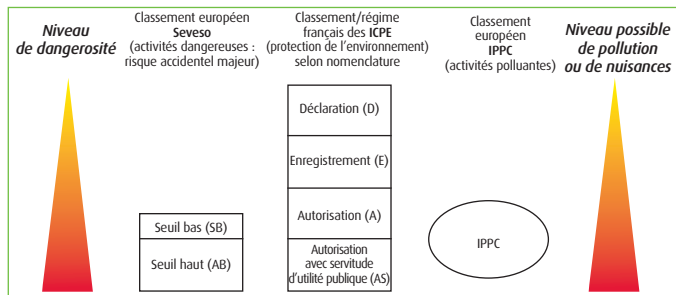 Niveau
de dangerosité
Classement européen
Seveso
(activités dangereuses :
risque accidentel majeur)
Classement/régime
français des ICPE
(protection de l'environnement)
selon nomenclature
Classement
européen
IPPC
(activités polluantes)
Niveau possible
de pollution
ou de nuisances
Déclaration (D)
Enregistrement (E)
Autorisation (A)
Autorisation
avec servitude
d'utilité publique (AS)
Seuil bas (SB)
Seuil haut (AB)
IPPC